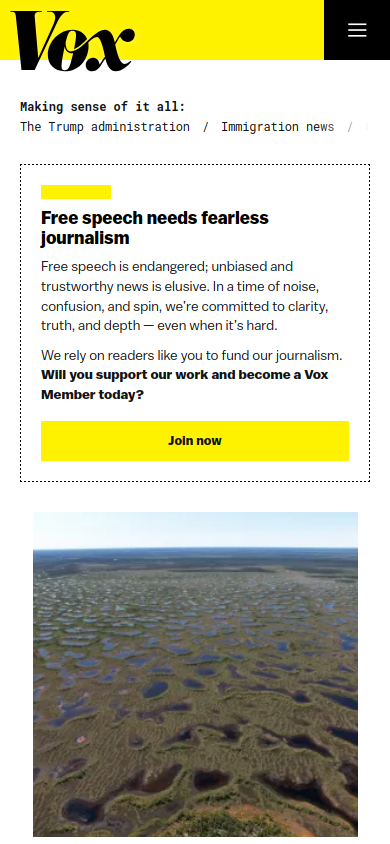 Vox
Making sense of it all:
The Trump administration / Immigration news /
Free speech needs fearless
journalism
Free speech is endangered; unbiased and
trustworthy news is elusive. In a time of noise,
confusion, and spin, we’re committed to clarity,
truth, and depth — even when it’s hard.
We rely on readers like you to fund our journalism.
Will you support our work and become a Vox
Member today?
Join now